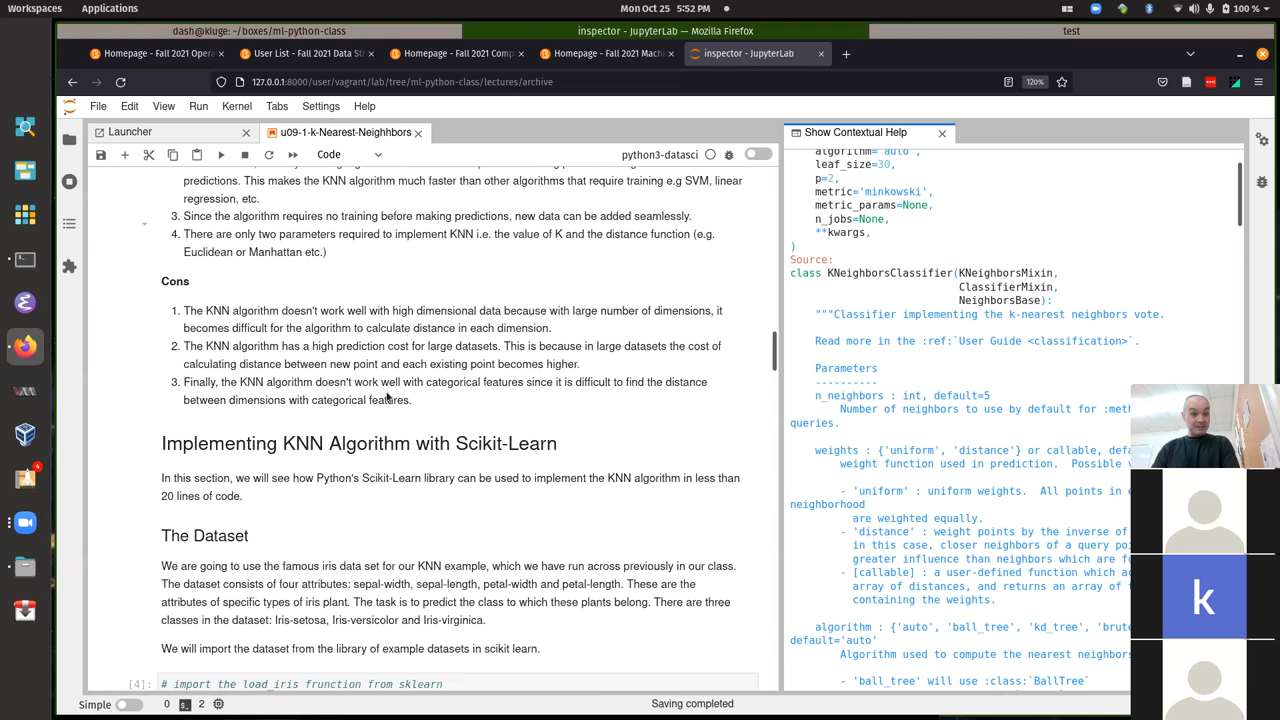 Workspaces Applications Mon Oct 25 5:52 PM 100 %
dash@kluge: ~/boxes/ml-python-class inspector - JupyterLab — Mozilla Firefox test
Homepage - Fall 2021 Opera User List - Fall 2021 Data St Homepage - Fall 2021 Comp Homepage - Fall 2021 Machi inspector - JupyterLab
127.0.0.1:8000/user/vagrant/lab/tree/ml-python-class/lectures/archive 120%
File Edit View Run Kernel Tabs Settings Help
Launcher u09-1-k-Nearest-Neighhbors
Code python3-datasci
predictions. This makes the KNN algorithm much faster than other algorithms that require training e.g SVM, linear
regression, etc.
3. Since the algorithm requires no training before making predictions, new data can be added seamlessly.
4. There are only two parameters required to implement KNN i.e. the value of K and the distance function (e.g.
Euclidean or Manhattan etc.)
Cons
1. The KNN algorithm doesn't work well with high dimensional data because with large number of dimensions, it
becomes difficult for the algorithm to calculate distance in each dimension.
2. The KNN algorithm has a high prediction cost for large datasets. This is because in large datasets the cost of
calculating distance between new point and each existing point becomes higher.
3. Finally, the KNN algorithm doesn't work well with categorical features since it is difficult to find the distance
between dimensions with categorical features.
Implementing KNN Algorithm with Scikit-Learn
In this section, we will see how Python's Scikit-Learn library can be used to implement the KNN algorithm in less than
20 lines of code.
The Dataset
We are going to use the famous iris data set for our KNN example, which we have run across previously in our class.
The dataset consists of four attributes: sepal-width, sepal-length, petal-width and petal-length. These are the
attributes of specific types of iris plant. The task is to predict the class to which these plants belong. There are three
classes in the dataset: Iris-setosa, Iris-versicolor and Iris-virginica.
We will import the dataset from the library of example datasets in scikit learn.
[4]: # import the load_iris frunction from sklearn
Show Contextual Help
algorithm='auto',
leaf_size=30,
p=2,
metric='minkowski',
metric_params=None,
n_jobs=None,
**kwargs,
)
Source:
class KNeighborsClassifier(KNeighborsMixin,
ClassifierMixin,
NeighborsBase):
"""Classifier implementing the k-nearest neighbors vote.
Read more in the :ref:`User Guide <classification>`.
Parameters
----------
n_neighbors : int, default=5
Number of neighbors to use by default for :meth
queries.
weights : {'uniform', 'distance'} or callable, defa
weight function used in prediction. Possible v
- 'uniform' : uniform weights. All points in e
neighborhood
are weighted equally.
- 'distance' : weight points by the inverse of
in this case, closer neighbors of a query poi
greater influence than neighbors which are fu
- [callable] : a user-defined function which ac
array of distances, and returns an array of t
containing the weights.
algorithm : {'auto', 'ball_tree', 'kd_tree', 'brute
default='auto'
Algorithm used to compute the nearest neighbors
- 'ball_tree' will use :class:`BallTree`
k
Simple 0 2 Saving completed